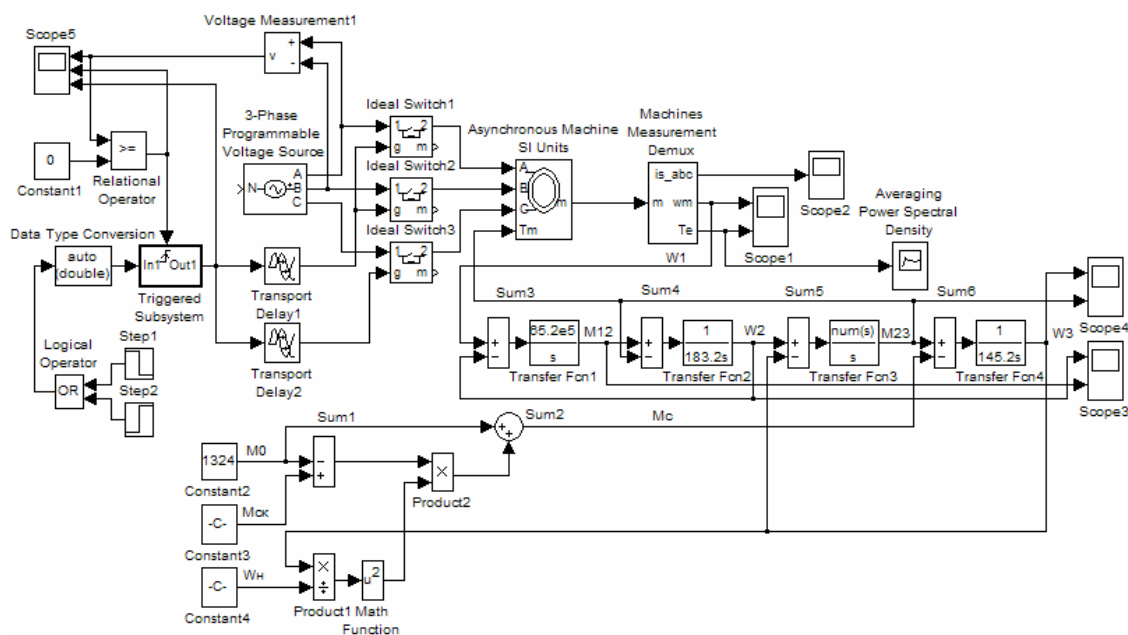 Voltage Measurement1
Scope5
+
v
-
Ideal Switch1
3-Phase
Programmable
Voltage Source
1 2
g m
Asynchronous Machine
SI Units
Machines
Measurement
Demux
0
Constant1
>=
Relational
Operator
N
A
B
C
Ideal Switch2
1 2
g m
A
B
C
Tm
m
m
is_abc
wm
Te
Scope2
Averaging
Power Spectral
Density
Scope1
Ideal Switch3
1 2
g m
Data Type Conversion
auto
(double)
In1 Out1
Triggered
Subsystem
Transport
Delay1
Transport
Delay2
W1
Sum3
Sum4
Sum5
Sum6
Scope4
Step1
Logical
Operator
OR
Step2
+
-
65.2e5
s
Transfer Fcn1
M12
+
-
1
183.2s
Transfer Fcn2
W2
+
-
num(s)
s
Transfer Fcn3
M23
+
-
1
145.2s
Transfer Fcn4
W3
Scope3
Sum1
Sum2
Mc
+
+
1324
M0
Constant2
-
+
×
Product2
-C-
Mск
Constant3
-C-
Wн
Constant4
×
÷
Product1
u2
Math
Function